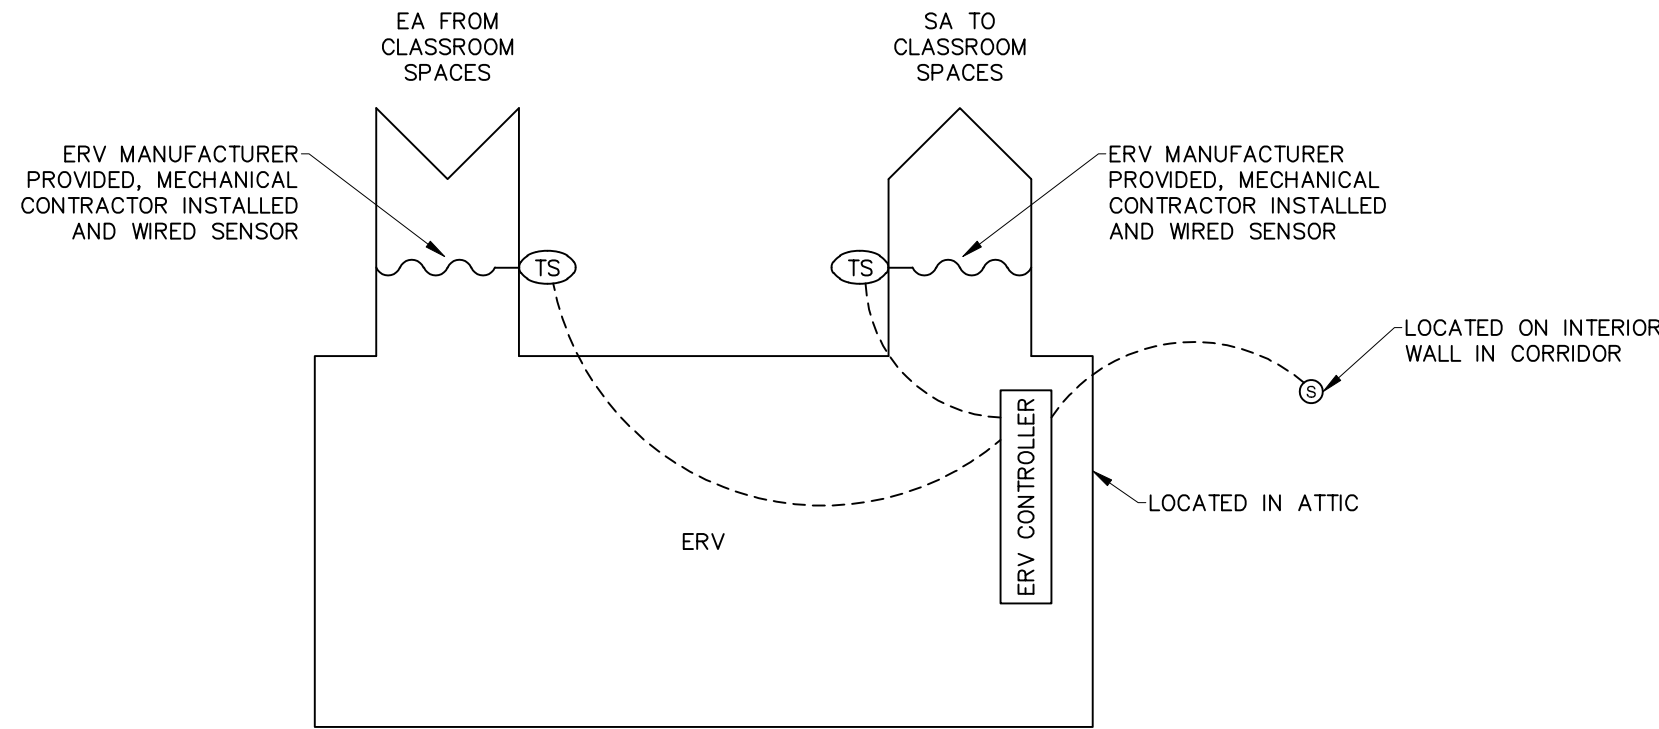 EA FROM
CLASSROOM
SPACES
SA TO
CLASSROOM
SPACES
ERV MANUFACTURER
PROVIDED, MECHANICAL
CONTRACTOR INSTALLED
AND WIRED SENSOR
ERV MANUFACTURER
PROVIDED, MECHANICAL
CONTRACTOR INSTALLED
AND WIRED SENSOR
TS
TS
LOCATED ON INTERIOR
WALL IN CORRIDOR
S
ERV CONTROLLER
LOCATED IN ATTIC
ERV